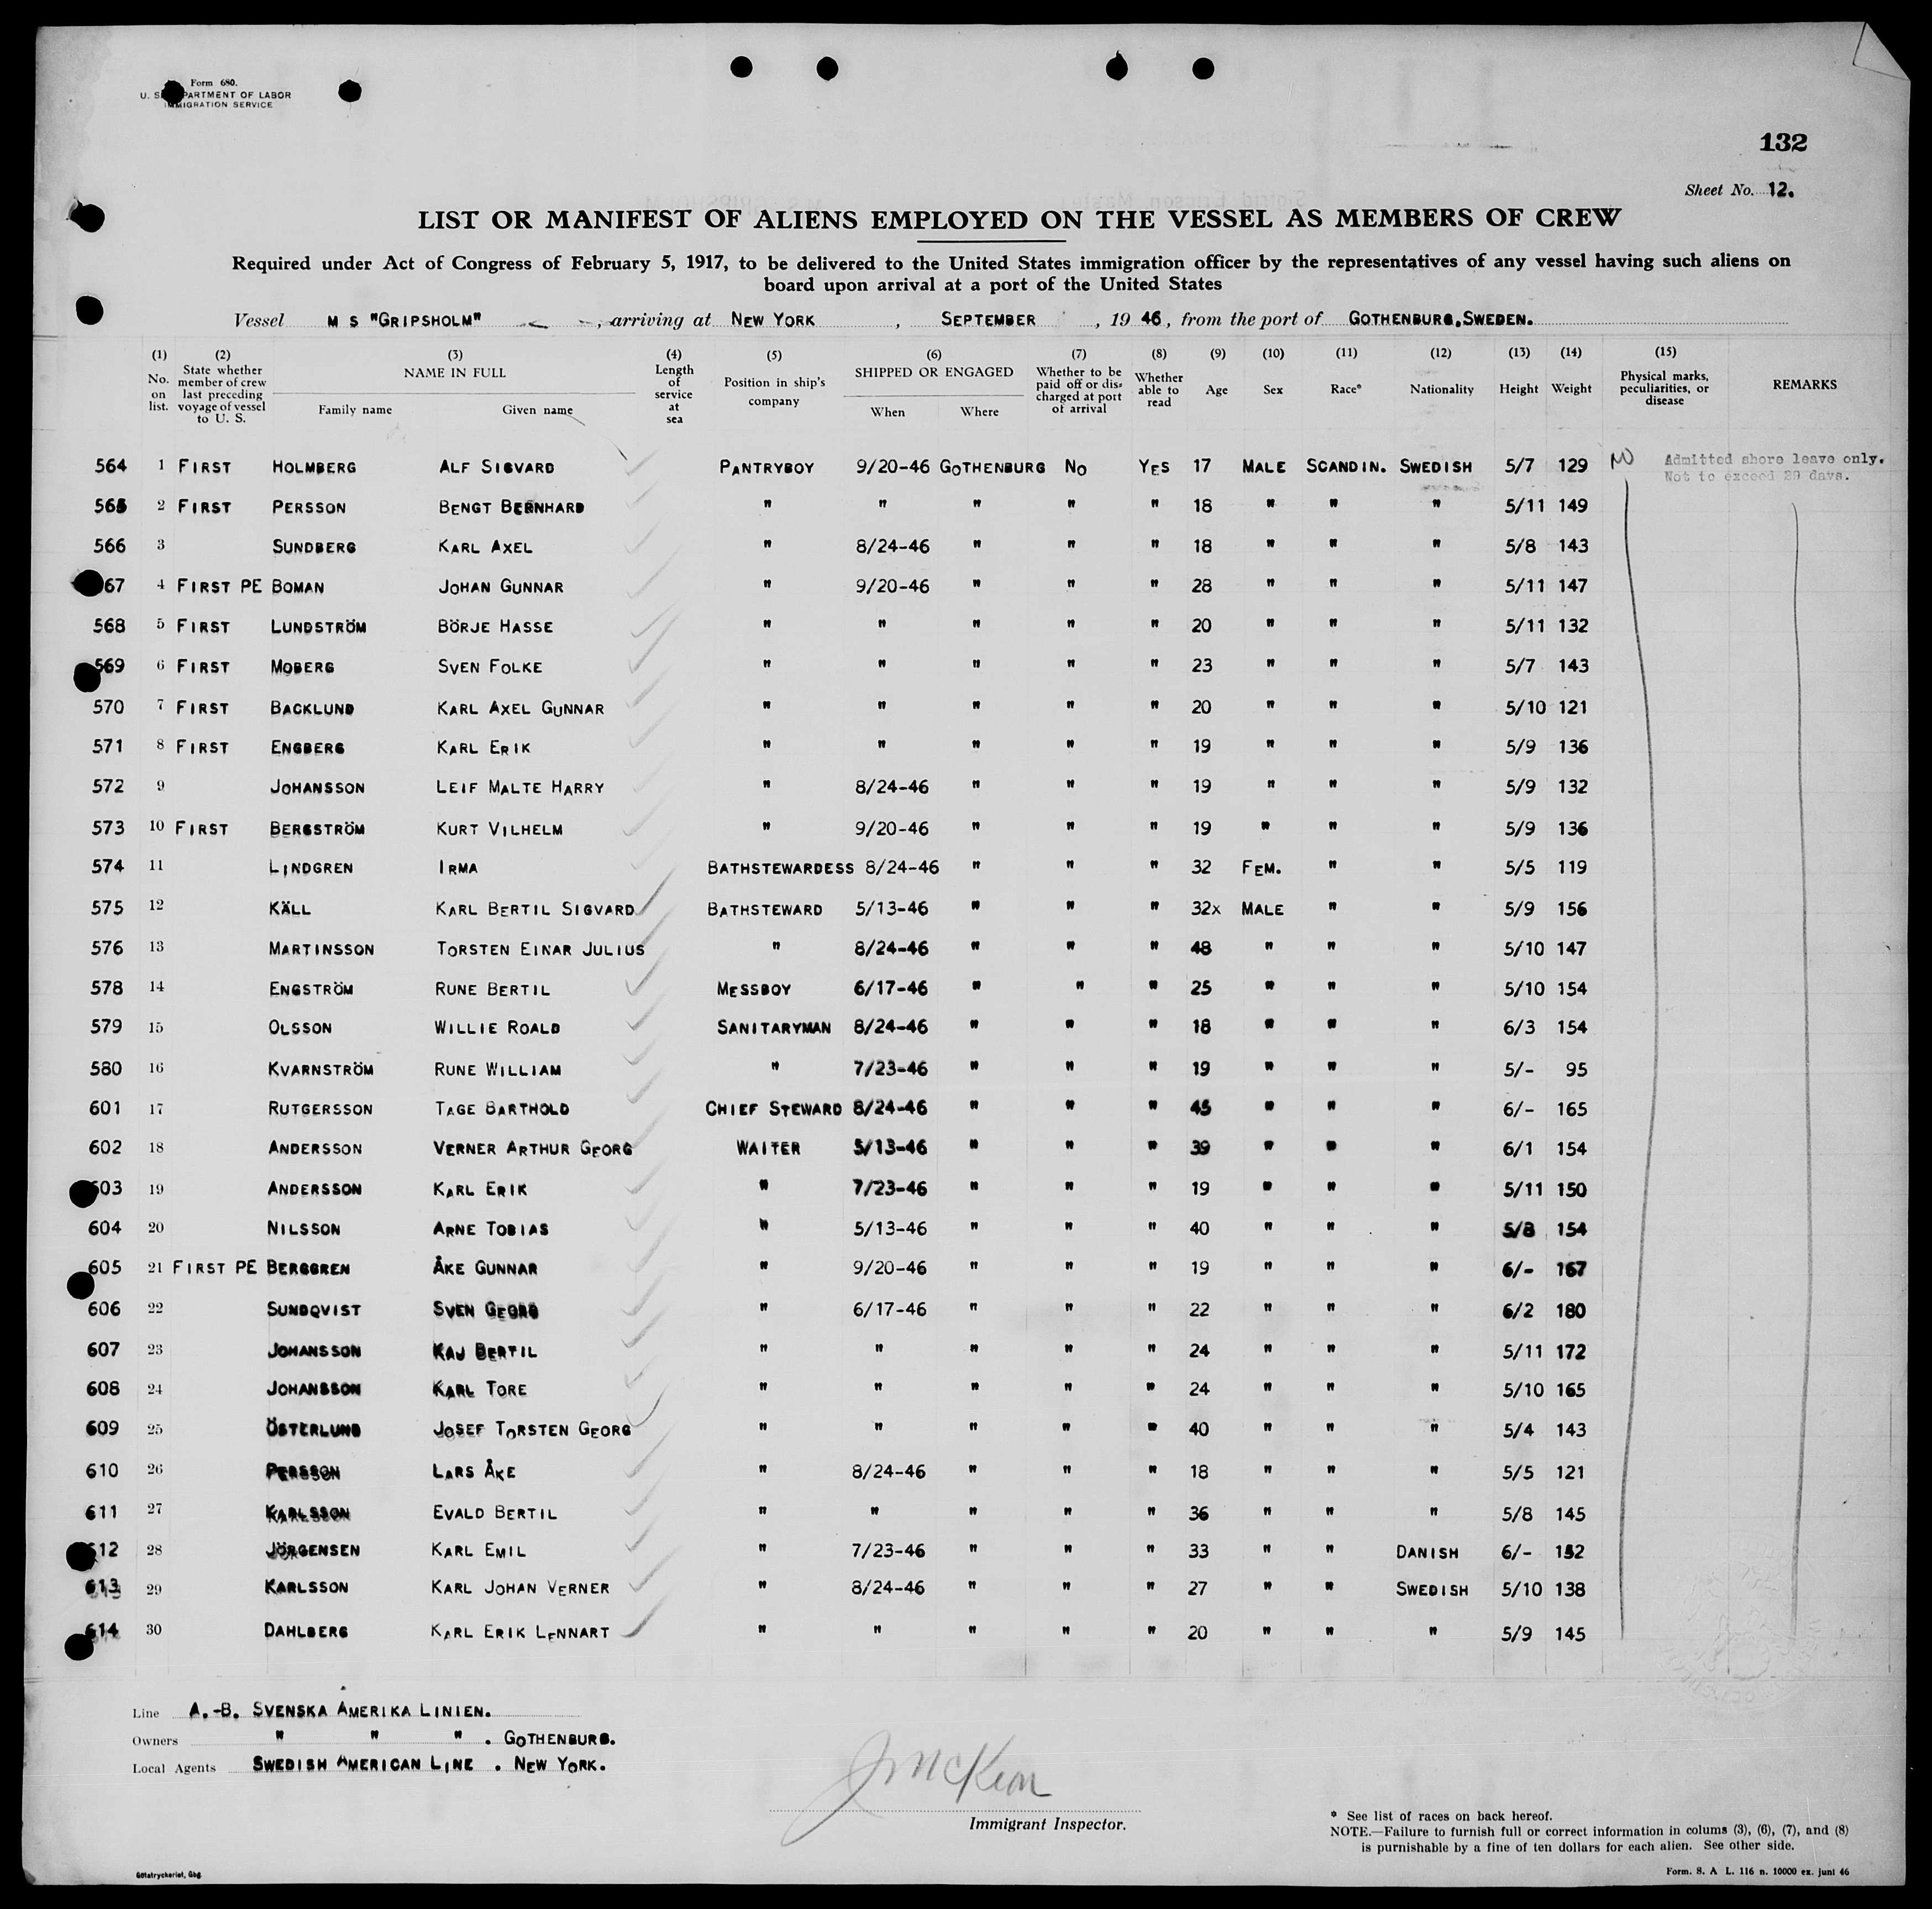 Form 680.
U. S. DEPARTMENT OF LABOR
IMMIGRATION SERVICE
132
Sheet No. 12.
LIST OR MANIFEST OF ALIENS EMPLOYED ON THE VESSEL AS MEMBERS OF CREW
Required under Act of Congress of February 5, 1917, to be delivered to the United States immigration officer by the representatives of any vessel having such aliens on
board upon arrival at a port of the United States
Vessel M S "GRIPSHOLM" , arriving at NEW YORK , SEPTEMBER , 19 46, from the port of GOTHENBURG, SWEDEN.
(1) No. on list. (2) State whether member of crew last preceding voyage of vessel to U. S. (3) NAME IN FULL Family name Given name (4) Length of service at sea (5) Position in ship's company (6) SHIPPED OR ENGAGED When Where (7) Whether to be paid off or discharged at port of arrival (8) Whether able to read (9) Age (10) Sex (11) Race* (12) Nationality (13) Height (14) Weight (15) Physical marks, peculiarities, or disease REMARKS
564 1 FIRST HOLMBERG ALF SIGVARD PANTRYBOY 9/20-46 GOTHENBURG NO YES 17 MALE SCANDIN. SWEDISH 5/7 129 Admitted shore leave only.
Not to exceed 29 days.
565 2 FIRST PERSSON BENGT BERNHARD " " " " " 18 " " " 5/11 149
566 3 SUNDBERG KARL AXEL " 8/24-46 " " " 18 " " " 5/8 143
67 4 FIRST PE BOMAN JOHAN GUNNAR " 9/20-46 " " " 28 " " " 5/11 147
568 5 FIRST LUNDSTRÖM BÖRJE HASSE " " " " " 20 " " " 5/11 132
569 6 FIRST MOBERG SVEN FOLKE " " " " " 23 " " " 5/7 143
570 7 FIRST BACKLUND KARL AXEL GUNNAR " " " " " 20 " " " 5/10 121
571 8 FIRST ENGBERG KARL ERIK " " " " " 19 " " " 5/9 136
572 9 JOHANSSON LEIF MALTE HARRY " 8/24-46 " " " 19 " " " 5/9 132
573 10 FIRST BERGSTRÖM KURT VILHELM " 9/20-46 " " " 19 " " " 5/9 136
574 11 LINDGREN IRMA BATHSTEWARDESS 8/24-46 " " " 32 FEM. " " 5/5 119
575 12 KÄLL KARL BERTIL SIGVARD BATHSTEWARD 5/13-46 " " " 32x MALE " " 5/9 156
576 13 MARTINSSON TORSTEN EINAR JULIUS " 8/24-46 " " " 48 " " " 5/10 147
578 14 ENGSTRÖM RUNE BERTIL MESSBOY 6/17-46 " " " 25 " " " 5/10 154
579 15 OLSSON WILLIE ROALD SANITARYMAN 8/24-46 " " " 18 " " " 6/3 154
580 16 KVARNSTRÖM RUNE WILLIAM " 7/23-46 " " " 19 " " " 5/- 95
601 17 RUTGERSSON TAGE BARTHOLD CHIEF STEWARD 8/24-46 " " " 45 " " " 6/- 165
602 18 ANDERSSON VERNER ARTHUR GEORG WAITER 5/13-46 " " " 39 " " " 6/1 154
603 19 ANDERSSON KARL ERIK " 7/23-46 " " " 19 " " " 5/11 150
604 20 NILSSON ARNE TOBIAS " 5/13-46 " " " 40 " " " 5/8 154
605 21 FIRST PE BERGGREN ÅKE GUNNAR " 9/20-46 " " " 19 " " " 6/- 167
606 22 SUNDQVIST SVEN GEORG " 6/17-46 " " " 22 " " " 6/2 180
607 23 JOHANSSON KAJ BERTIL " " " " " 24 " " " 5/11 172
608 24 JOHANSSON KARL TORE " " " " " 24 " " " 5/10 165
609 25 ÖSTERLUND JOSEF TORSTEN GEORG " " " " " 40 " " " 5/4 143
610 26 PERSSON LARS ÅKE " 8/24-46 " " " 18 " " " 5/5 121
611 27 KARLSSON EVALD BERTIL " " " " " 36 " " " 5/8 145
612 28 JÖRGENSEN KARL EMIL " 7/23-46 " " " 33 " " DANISH 6/- 152
613 29 KARLSSON KARL JOHAN VERNER " 8/24-46 " " " 27 " " SWEDISH 5/10 138
614 30 DAHLBERG KARL ERIK LENNART " " " " " 20 " " " 5/9 145
Line A.-B. SVENSKA AMERIKA LINIEN.
Owners " " " . GOTHENBURG.
Local Agents SWEDISH AMERICAN LINE . NEW YORK.
J McKeon
Immigrant Inspector.
* See list of races on back hereof.
NOTE.—Failure to furnish full or correct information in colums (3), (6), (7), and (8)
is purnishable by a fine of ten dollars for each alien. See other side.
Götatryckeriet, Gbg
Form. S. A L. 116 n. 10000 ex. juni 46